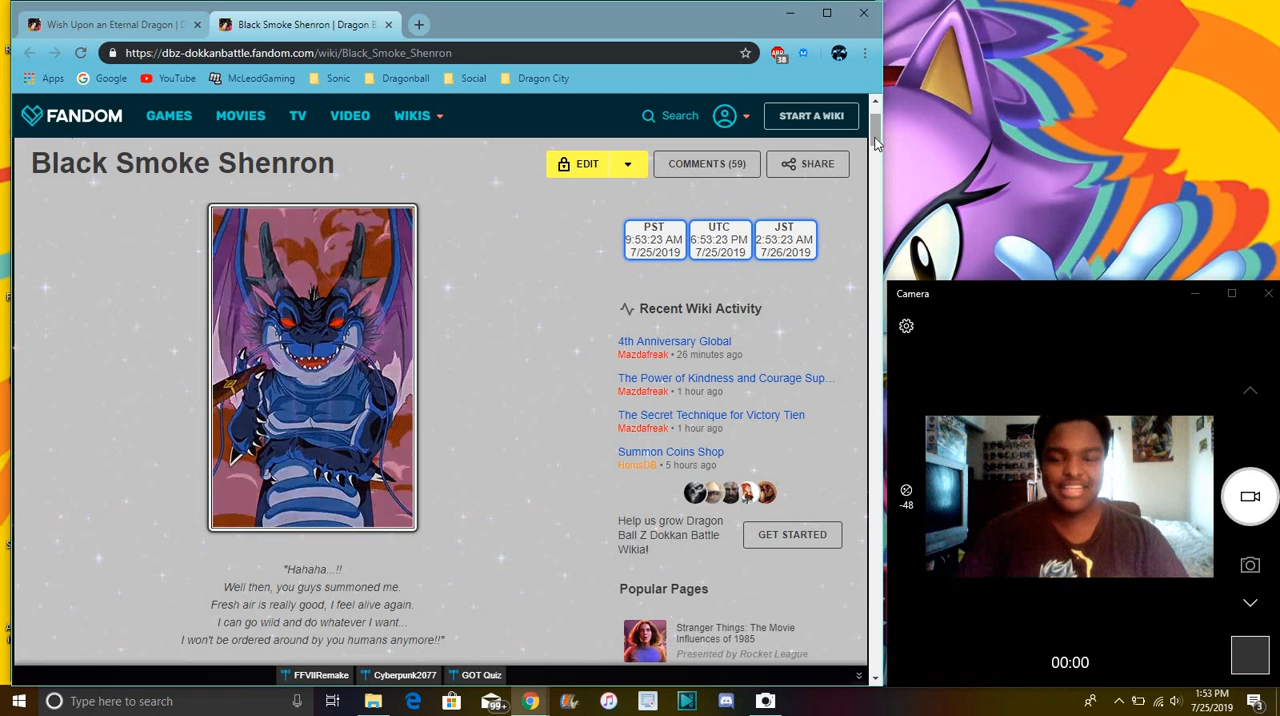 Wish Upon an Eternal Dragon | D
Black Smoke Shenron | Dragon B
https://dbz-dokkanbattle.fandom.com/wiki/Black_Smoke_Shenron
38
Apps
Google
YouTube
McLeodGaming
Sonic
Dragonball
Social
Dragon City
FANDOM
GAMES
MOVIES
TV
VIDEO
WIKIS
Search
START A WIKI
Black Smoke Shenron
EDIT
COMMENTS (59)
SHARE
PST
9:53:23 AM
7/25/2019
UTC
6:53:23 PM
7/25/2019
JST
2:53:23 AM
7/26/2019
Recent Wiki Activity
4th Anniversary Global
Mazdafreak • 26 minutes ago
The Power of Kindness and Courage Sup...
Mazdafreak • 1 hour ago
The Secret Technique for Victory Tien
Mazdafreak • 1 hour ago
Summon Coins Shop
HorusDB • 5 hours ago
Help us grow Dragon
Ball Z Dokkan Battle
Wikia!
GET STARTED
Popular Pages
Stranger Things: The Movie
Influences of 1985
Presented by Rocket League
"Hahaha...!!
Well then, you guys summoned me.
Fresh air is really good, I feel alive again.
I can go wild and do whatever I want...
I won't be ordered around by you humans anymore!!"
FFVIIRemake
Cyberpunk2077
GOT Quiz
Camera
-48
00:00
Type here to search
99+
1:53 PM
7/25/2019
3